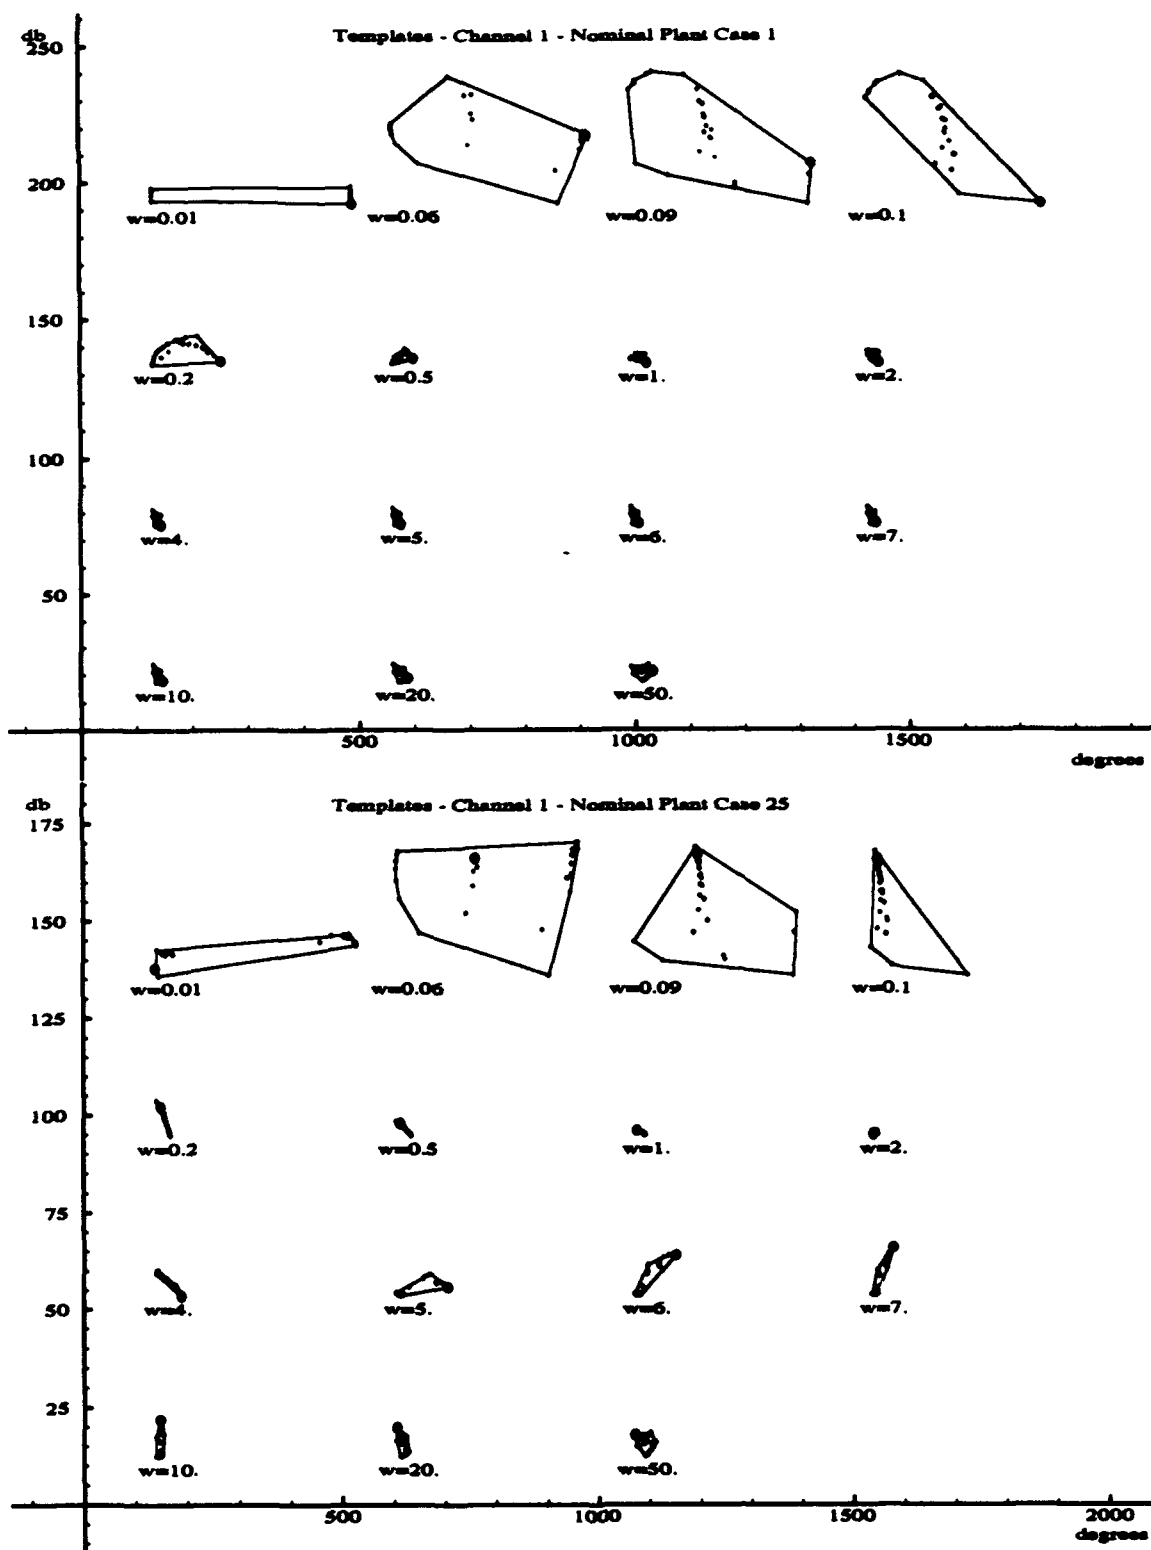 db
Templates - Channel 1 - Nominal Plant Case 1
250
200
w=0.01 w=0.06 w=0.09 w=0.1
150
w=0.2 w=0.5 w=1. w=2.
100
w=4. w=5. w=6. w=7.
50
w=10. w=20. w=50.
500 1000 1500
degrees
db
Templates - Channel 1 - Nominal Plant Case 25
175
150
w=0.01 w=0.06 w=0.09 w=0.1
125
100
w=0.2 w=0.5 w=1. w=2.
75
50
w=4. w=5. w=6. w=7.
25
w=10. w=20. w=50.
500 1000 1500 2000
degrees